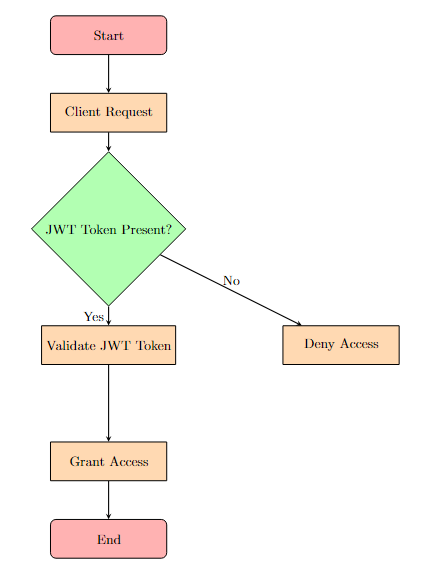 Start
Client Request
JWT Token Present?
No
Yes
Validate JWT Token
Deny Access
Grant Access
End